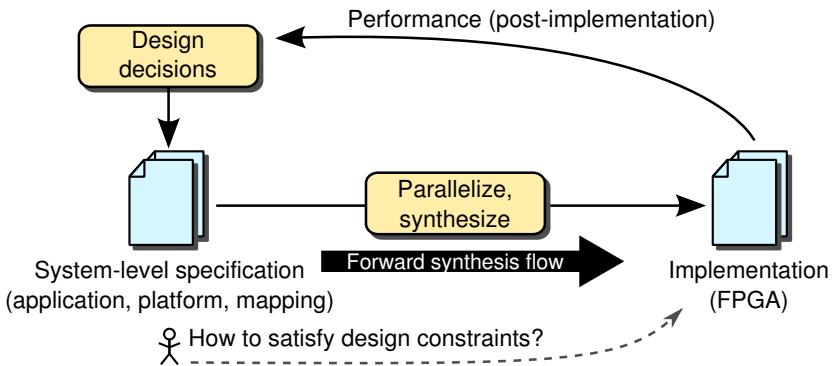 Performance (post-implementation)
Design
decisions
Parallelize,
synthesize
System-level specification
(application, platform, mapping)
Forward synthesis flow
Implementation
(FPGA)
How to satisfy design constraints?